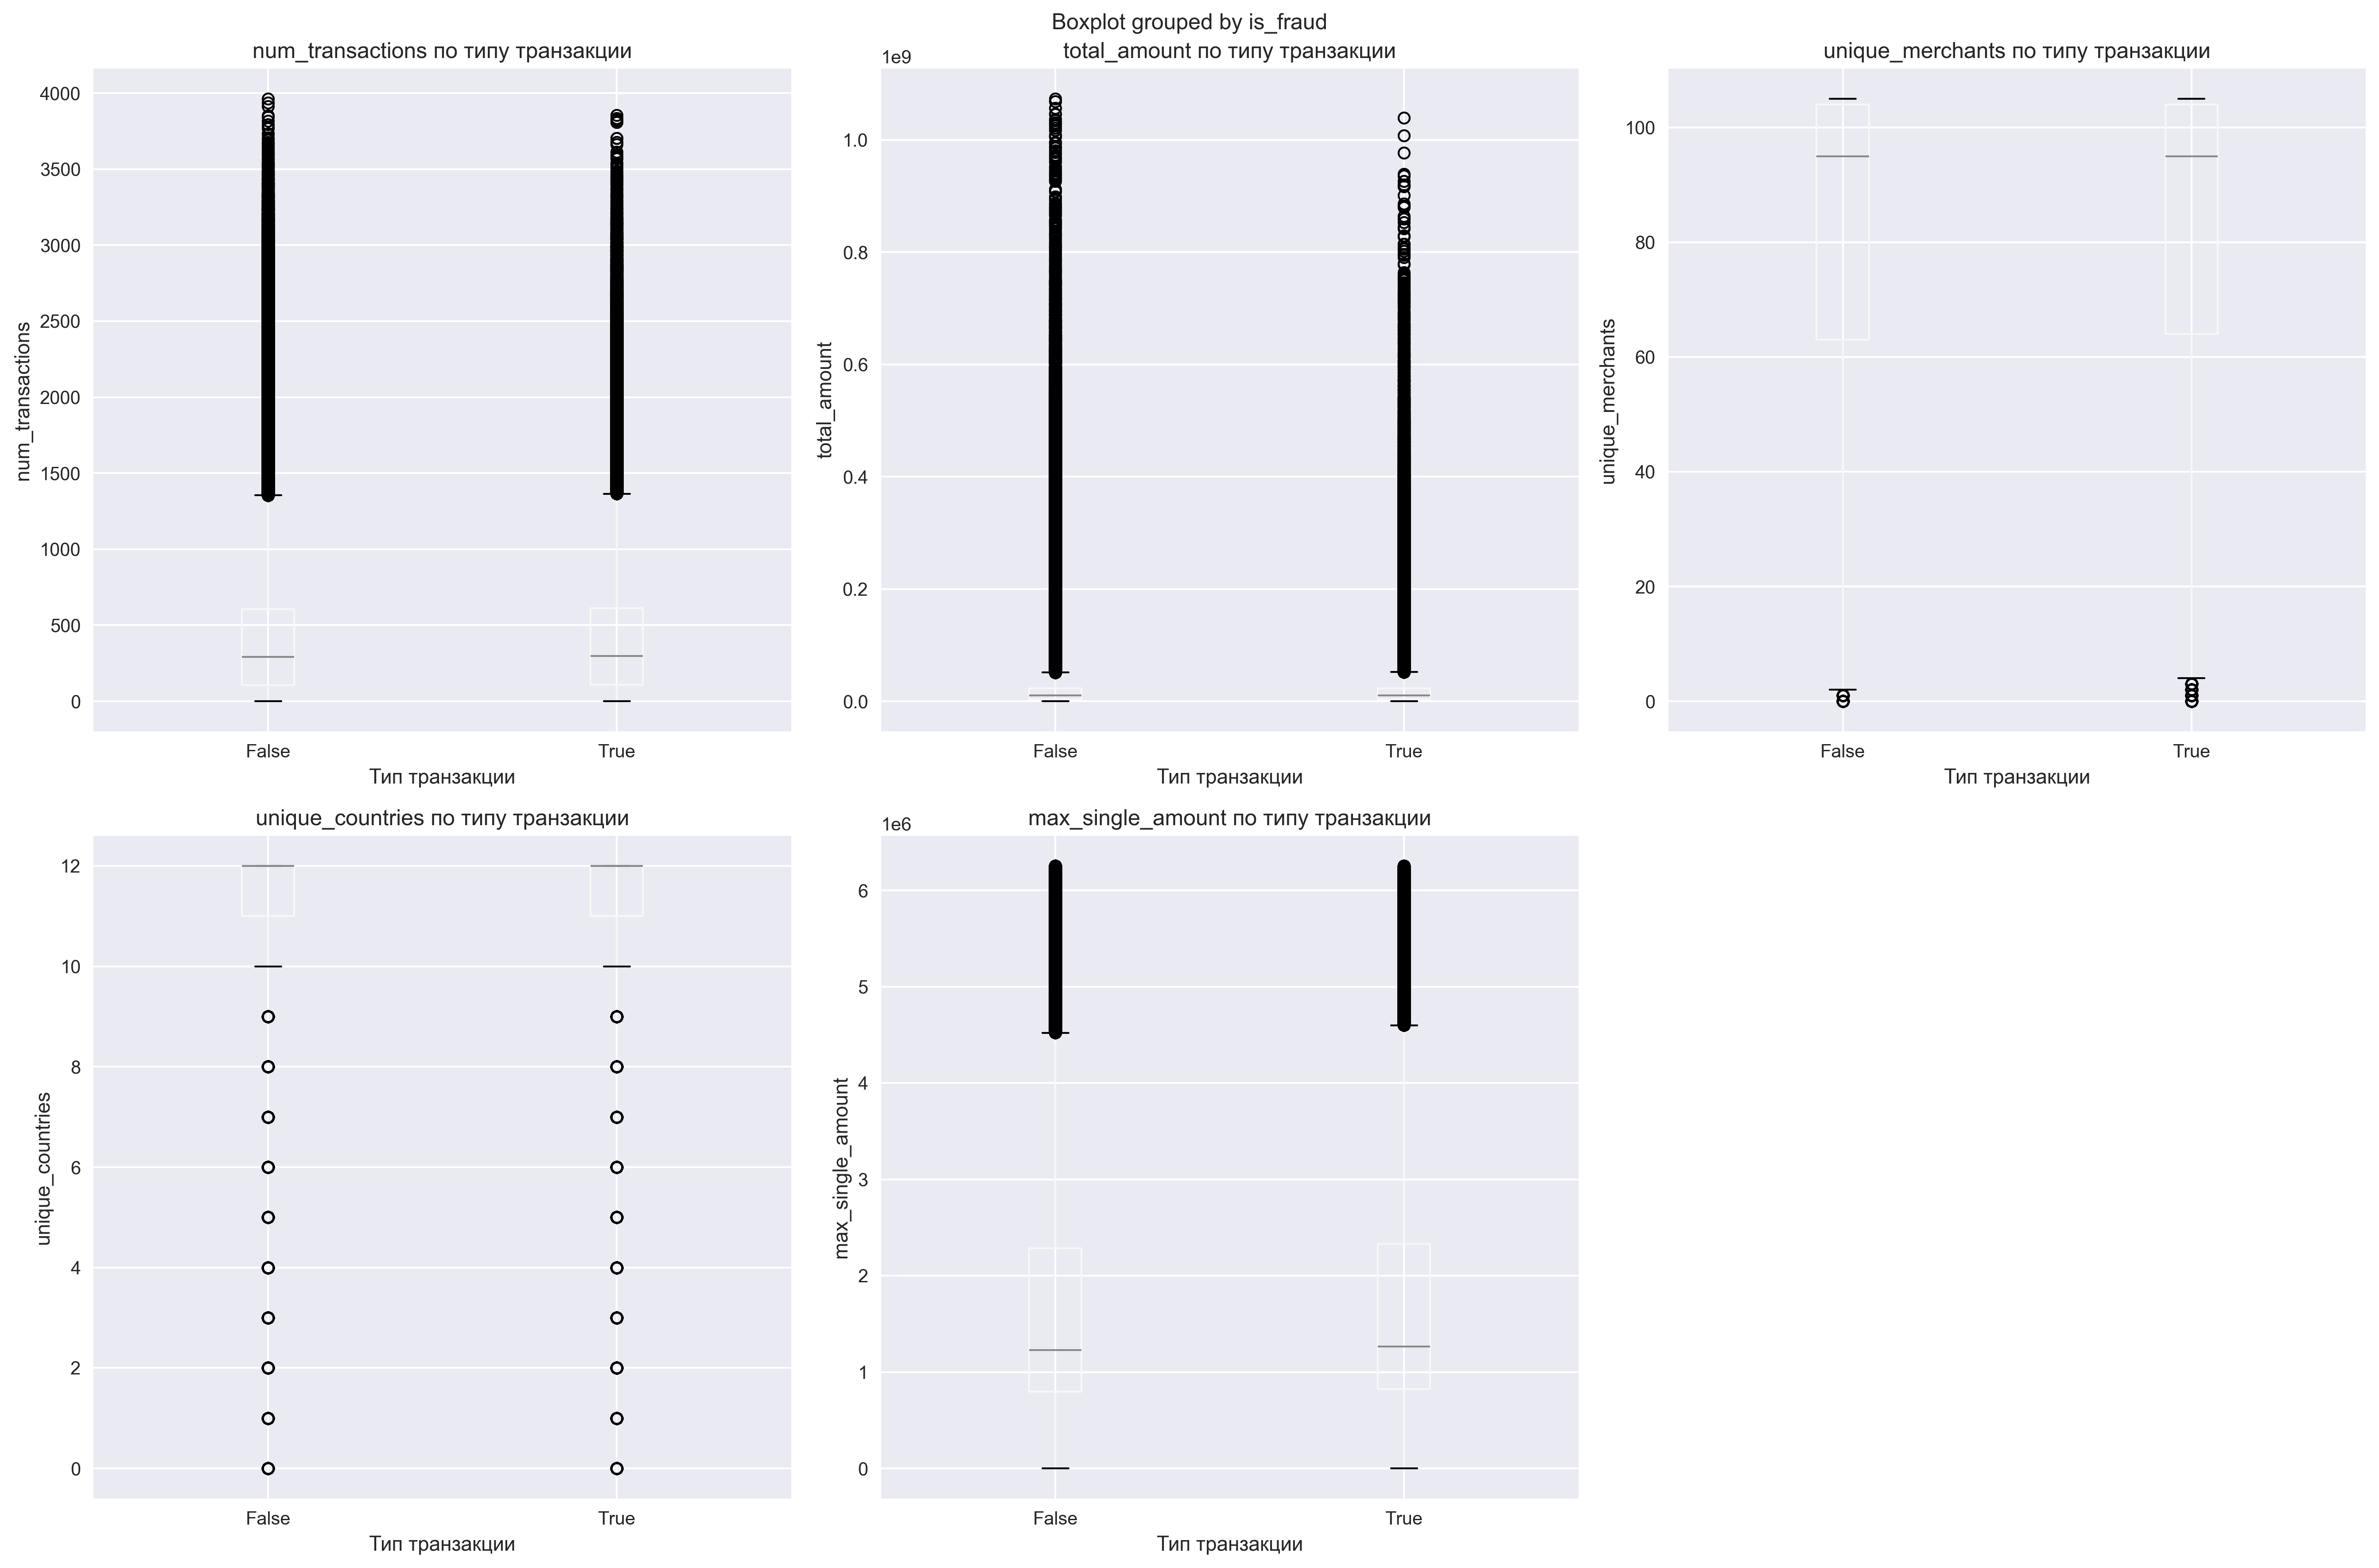 Boxplot grouped by is_fraud
num_transactions по типу транзакции
4000
3500
3000
2500
2000
1500
1000
500
0
num_transactions
False True
Тип транзакции
total_amount по типу транзакции
1e9
1.0
0.8
0.6
0.4
0.2
0.0
total_amount
False True
Тип транзакции
unique_merchants по типу транзакции
100
80
60
40
20
0
unique_merchants
False True
Тип транзакции
unique_countries по типу транзакции
12
10
8
6
4
2
0
unique_countries
False True
Тип транзакции
max_single_amount по типу транзакции
1e6
6
5
4
3
2
1
0
max_single_amount
False True
Тип транзакции